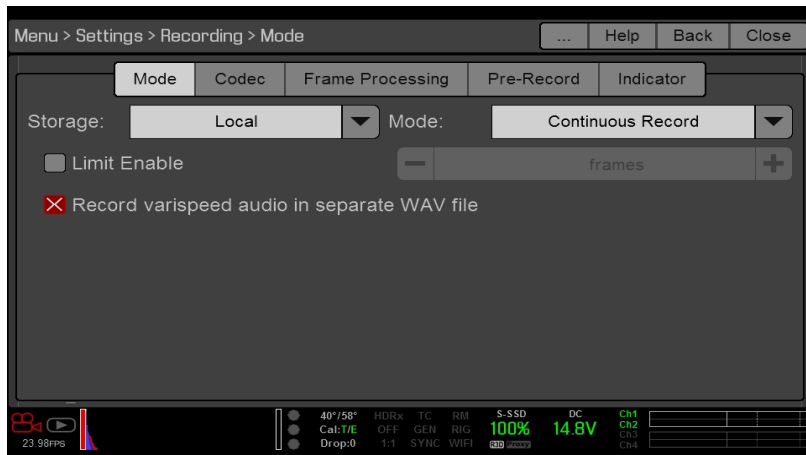 Menu > Settings > Recording > Mode ... Help Back Close
Mode Codec Frame Processing Pre-Record Indicator
Storage: Local Mode: Continuous Record
Limit Enable frames
Record varispeed audio in separate WAV file
40°/58° HDRx TC RM S-SSD DC Ch1
Cal:T/E OFF GEN RIG 100% 14.8V Ch2
23.98FPS Drop:0 1:1 SYNC WIFI R3D Proxy Ch3
Ch4